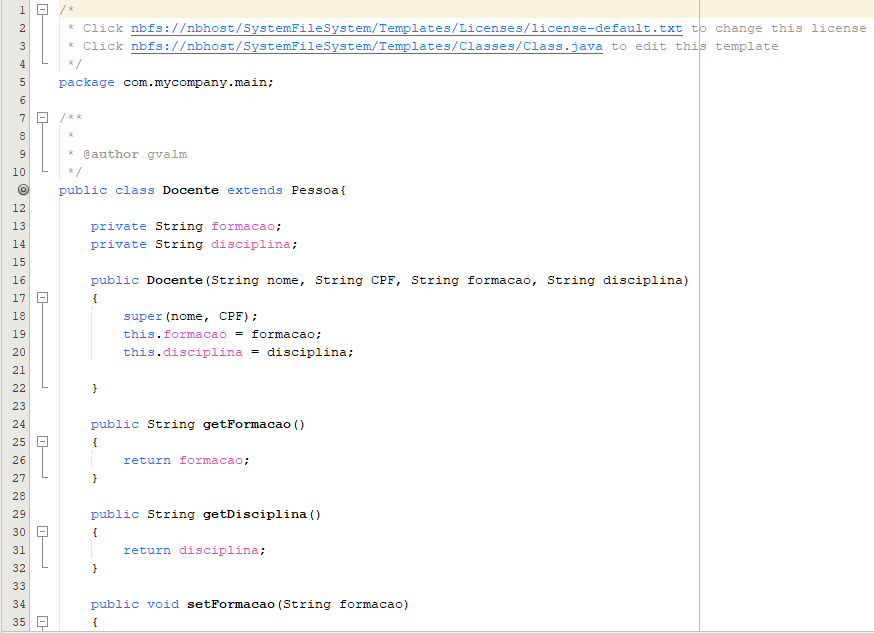 1 /*
2  * Click nbfs://nbhost/SystemFileSystem/Templates/Licenses/license-default.txt to change this license
3  * Click nbfs://nbhost/SystemFileSystem/Templates/Classes/Class.java to edit this template
4  */
5 package com.mycompany.main;
6
7 /**
8  *
9  * @author gvalm
10  */
public class Docente extends Pessoa{
12
13     private String formacao;
14     private String disciplina;
15
16     public Docente(String nome, String CPF, String formacao, String disciplina)
17     {
18         super(nome, CPF);
19         this.formacao = formacao;
20         this.disciplina = disciplina;
21
22     }
23
24     public String getFormacao()
25     {
26         return formacao;
27     }
28
29     public String getDisciplina()
30     {
31         return disciplina;
32     }
33
34     public void setFormacao(String formacao)
35     {